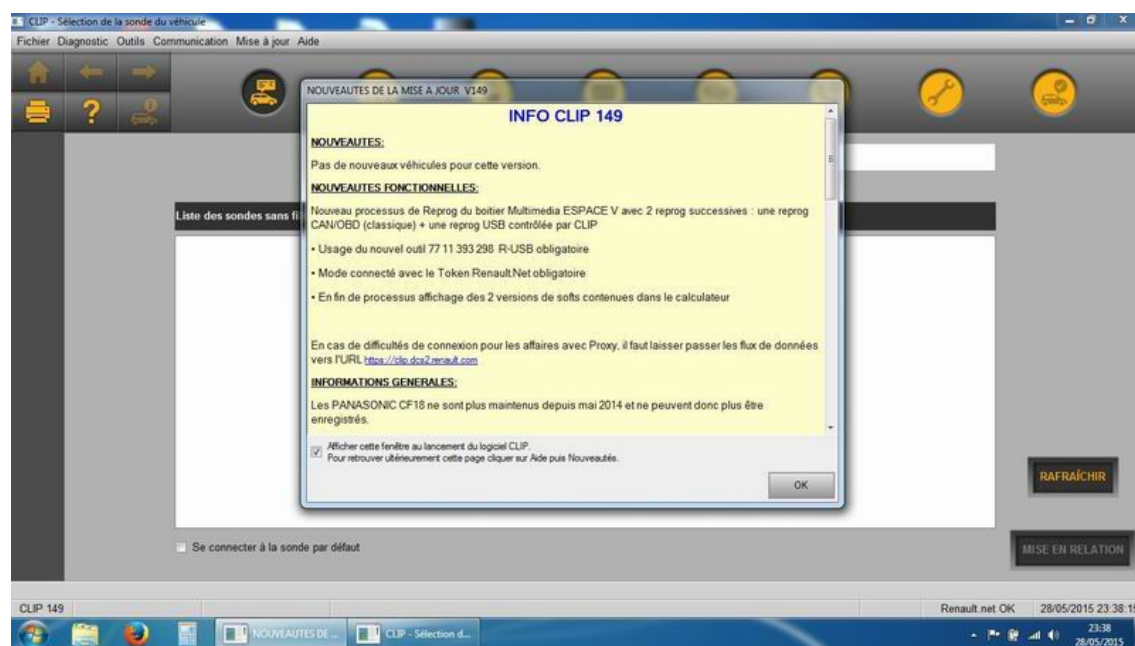 CLIP - Sélection de la sonde du véhicule
Fichier Diagnostic Outils Communication Mise à jour Aide
NOUVEAUTES DE LA MISE A JOUR V149
INFO CLIP 149
NOUVEAUTES:
Pas de nouveaux véhicules pour cette version.
NOUVEAUTES FONCTIONNELLES:
Nouveau processus de Reprog du boitier Multimedia ESPACE V avec 2 reprog successives : une reprog
CAN/OBD (classique) + une reprog USB contrôlée par CLIP
• Usage du nouvel outil 77 11 393 298 R-USB obligatoire
• Mode connecté avec le Token Renault.Net obligatoire
• En fin de processus affichage des 2 versions de softs contenues dans le calculateur
En cas de difficultés de connexion pour les affaires avec Proxy, il faut laisser passer les flux de données
vers l'URL https://clip.dcs2.renault.com
INFORMATIONS GENERALES:
Les PANASONIC CF18 ne sont plus maintenus depuis mai 2014 et ne peuvent donc plus être
enregistrés.
Afficher cette fenêtre au lancement du logiciel CLIP.
Pour retrouver ultérieurement cette page cliquer sur Aide puis Nouveautés.
OK
Liste des sondes sans fi
RAFRAÎCHIR
Se connecter à la sonde par défaut
MISE EN RELATION
CLIP 149
Renault.net OK 28/05/2015 23:38:15
NOUVEAUTES DE ...
CLIP - Sélection d...
23:38
28/05/2015